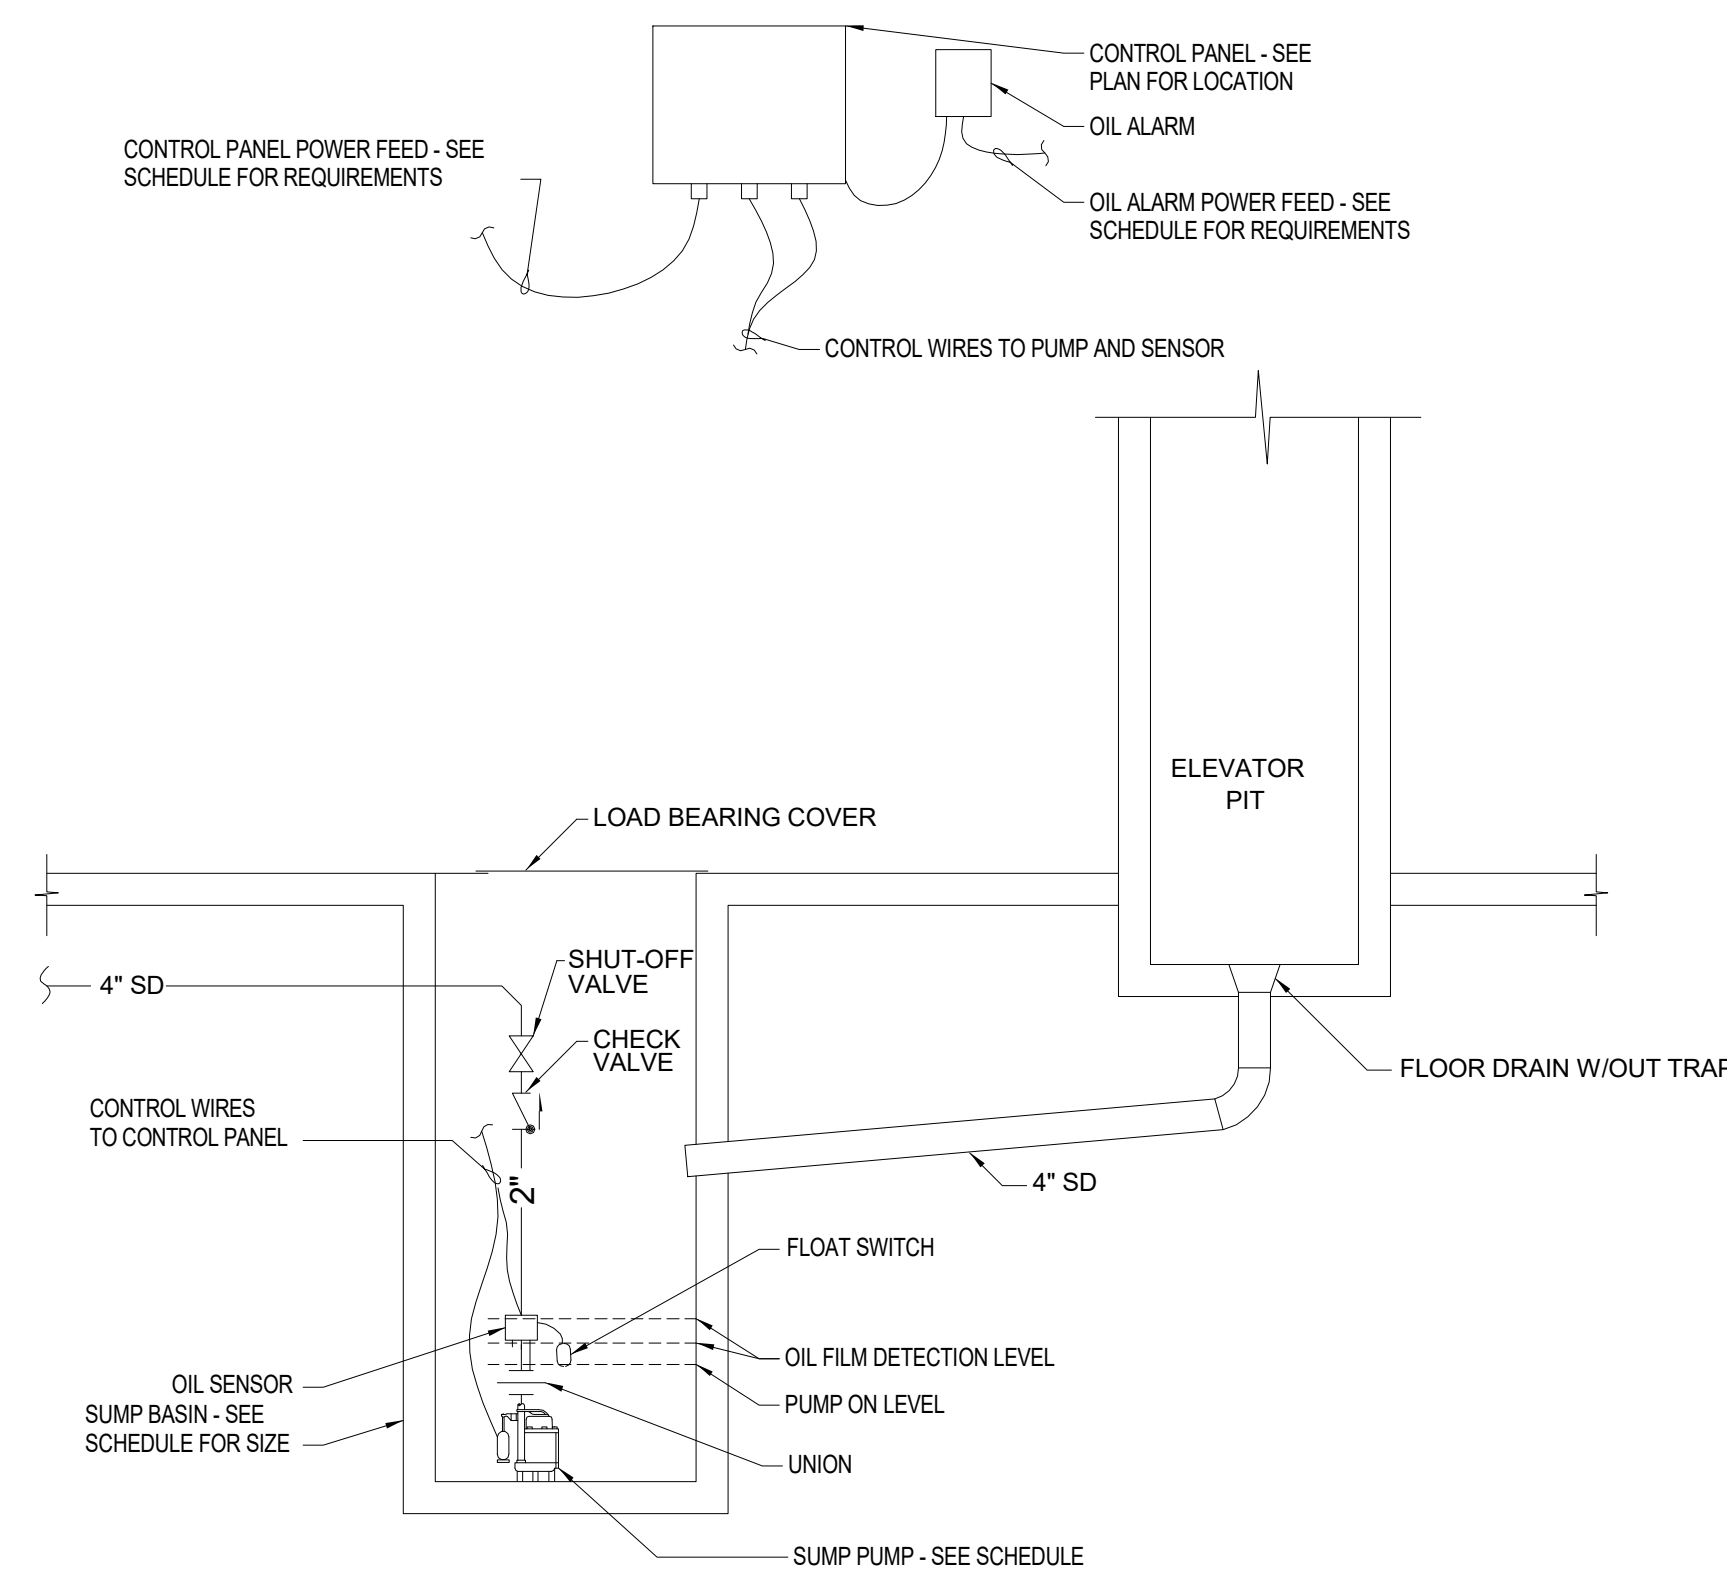 CONTROL PANEL - SEE
PLAN FOR LOCATION
OIL ALARM
CONTROL PANEL POWER FEED - SEE
SCHEDULE FOR REQUIREMENTS
OIL ALARM POWER FEED - SEE
SCHEDULE FOR REQUIREMENTS
CONTROL WIRES TO PUMP AND SENSOR
ELEVATOR
PIT
LOAD BEARING COVER
SHUT-OFF
VALVE
4" SD
CHECK
VALVE
FLOOR DRAIN W/OUT TRAP
CONTROL WIRES
TO CONTROL PANEL
2"
4" SD
FLOAT SWITCH
OIL FILM DETECTION LEVEL
OIL SENSOR
PUMP ON LEVEL
SUMP BASIN - SEE
SCHEDULE FOR SIZE
UNION
SUMP PUMP - SEE SCHEDULE